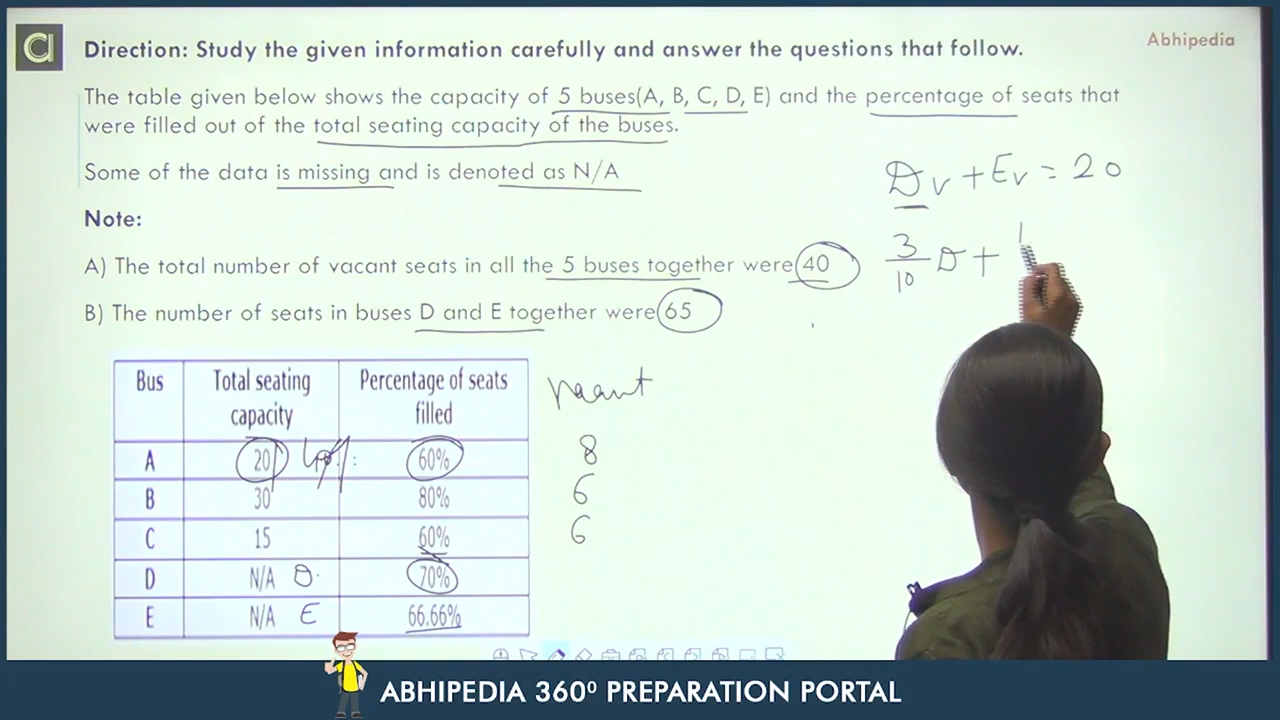 Abhipedia
Direction: Study the given information carefully and answer the questions that follow.
The table given below shows the capacity of 5 buses(A, B, C, D, E) and the percentage of seats that
were filled out of the total seating capacity of the buses.
Some of the data is missing and is denoted as N/A
Note:
A) The total number of vacant seats in all the 5 buses together were 40
B) The number of seats in buses D and E together were 65
Dv + Ev = 20
3/10 D + 1
Bus Total seating capacity Percentage of seats filled Vacant
A 20 60% 8
B 30 80% 6
C 15 60% 6
D N/A D 70%
E N/A E 66.66%
ABHIPEDIA 360⁰ PREPARATION PORTAL